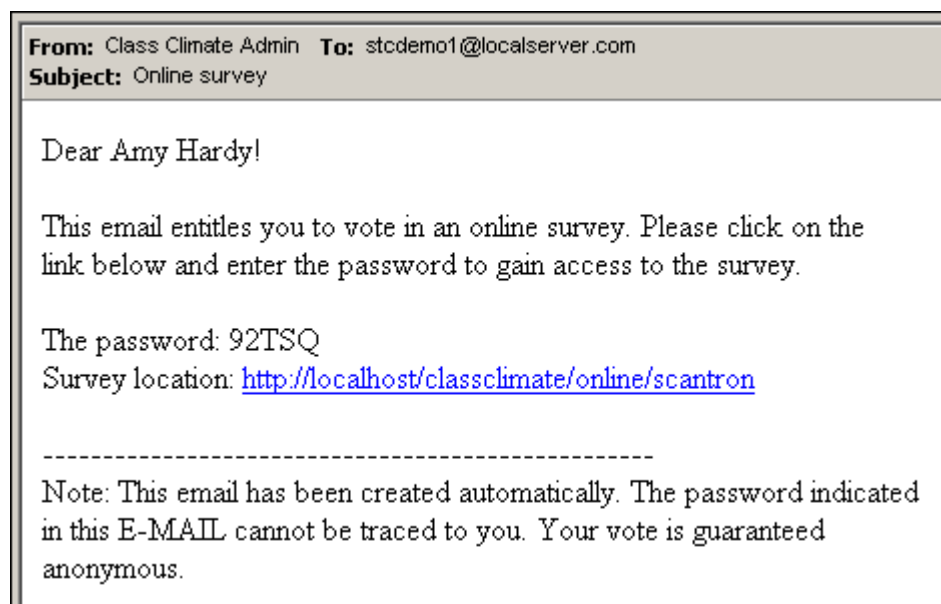 From: Class Climate Admin To: stcdemo1@localserver.com
Subject: Online survey
Dear Amy Hardy!
This email entitles you to vote in an online survey. Please click on the
link below and enter the password to gain access to the survey.
The password: 92TSQ
Survey location: http://localhost/classclimate/online/scantron
---------------------------------------------------
Note: This email has been created automatically. The password indicated
in this E-MAIL cannot be traced to you. Your vote is guaranteed
anonymous.